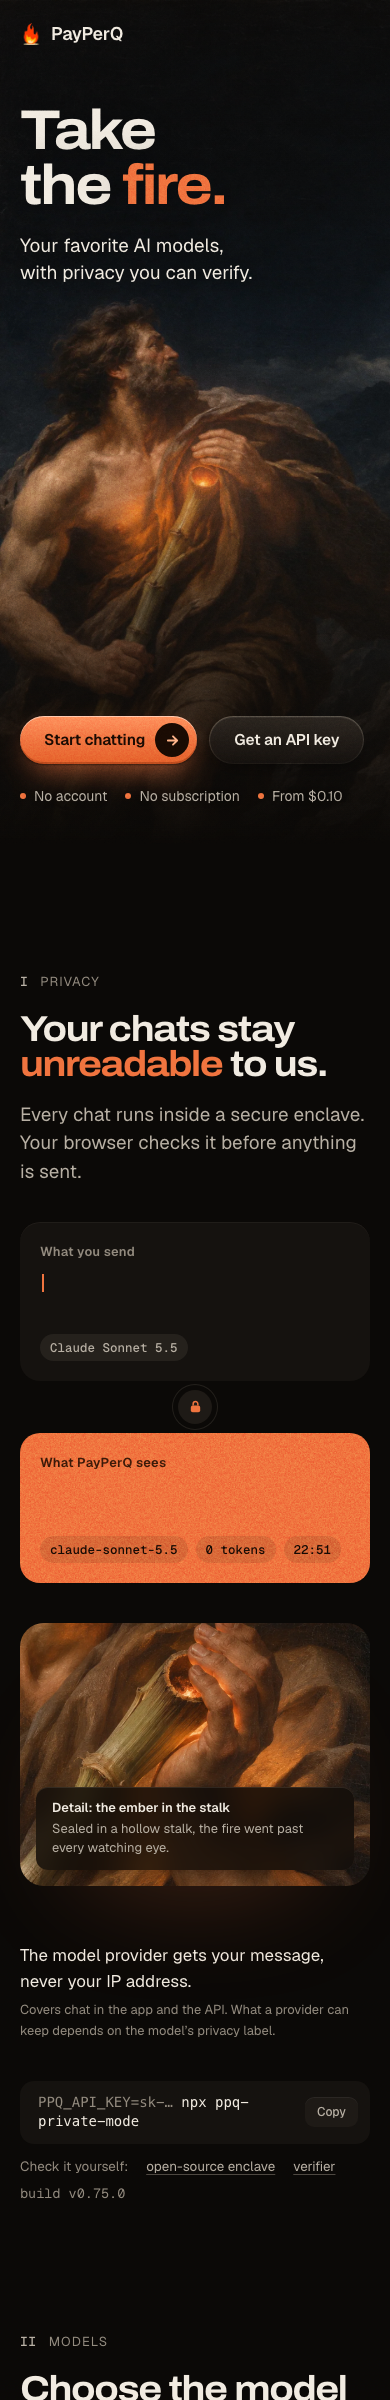 PayPerQ
Take
the fire.
Your favorite AI models,
with privacy you can verify.
Start chatting
Get an API key
No account
No subscription
From $0.10
I PRIVACY
Your chats stay
unreadable to us.
Every chat runs inside a secure enclave.
Your browser checks it before anything
is sent.
What you send
Claude Sonnet 5.5
What PayPerQ sees
claude-sonnet-5.5
0 tokens
22:51
Detail: the ember in the stalk
Sealed in a hollow stalk, the fire went past
every watching eye.
The model provider gets your message,
never your IP address.
Covers chat in the app and the API. What a provider can
keep depends on the model's privacy label.
PPQ_API_KEY=sk-… npx ppq-
private-mode
Copy
Check it yourself: open-source enclave verifier
build v0.75.0
II MODELS
Choose the model